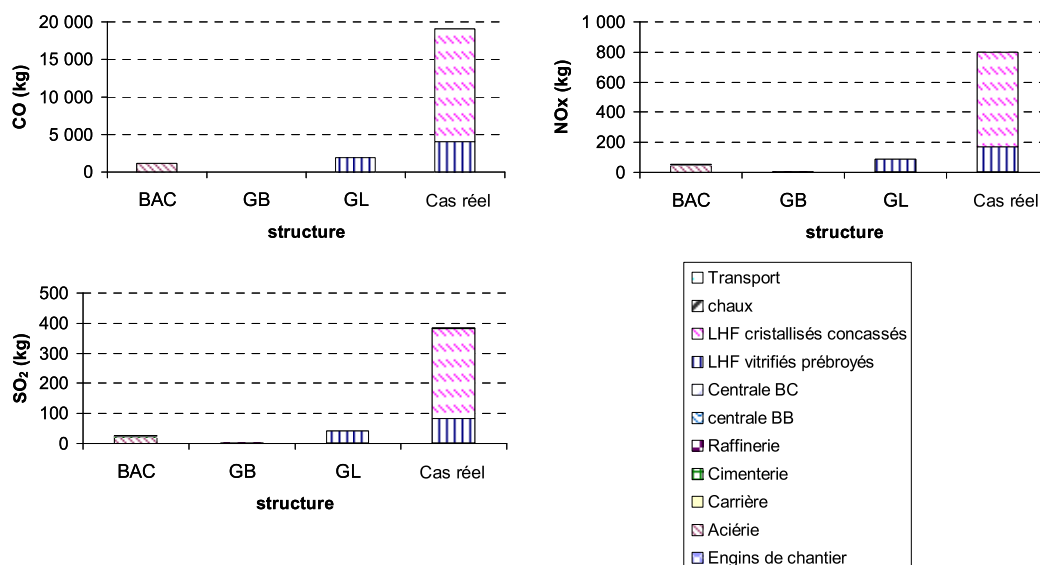 20 000
15 000
10 000
5 000
0
CO (kg)
BAC GB GL Cas réel
structure
1 000
800
600
400
200
0
NOx (kg)
BAC GB GL Cas réel
structure
500
400
300
200
100
0
SO₂ (kg)
BAC GB GL Cas réel
structure
Transport
chaux
LHF cristallisés concassés
LHF vitrifiés prébroyés
Centrale BC
centrale BB
Raffinerie
Cimenterie
Carrière
Aciérie
Engins de chantier